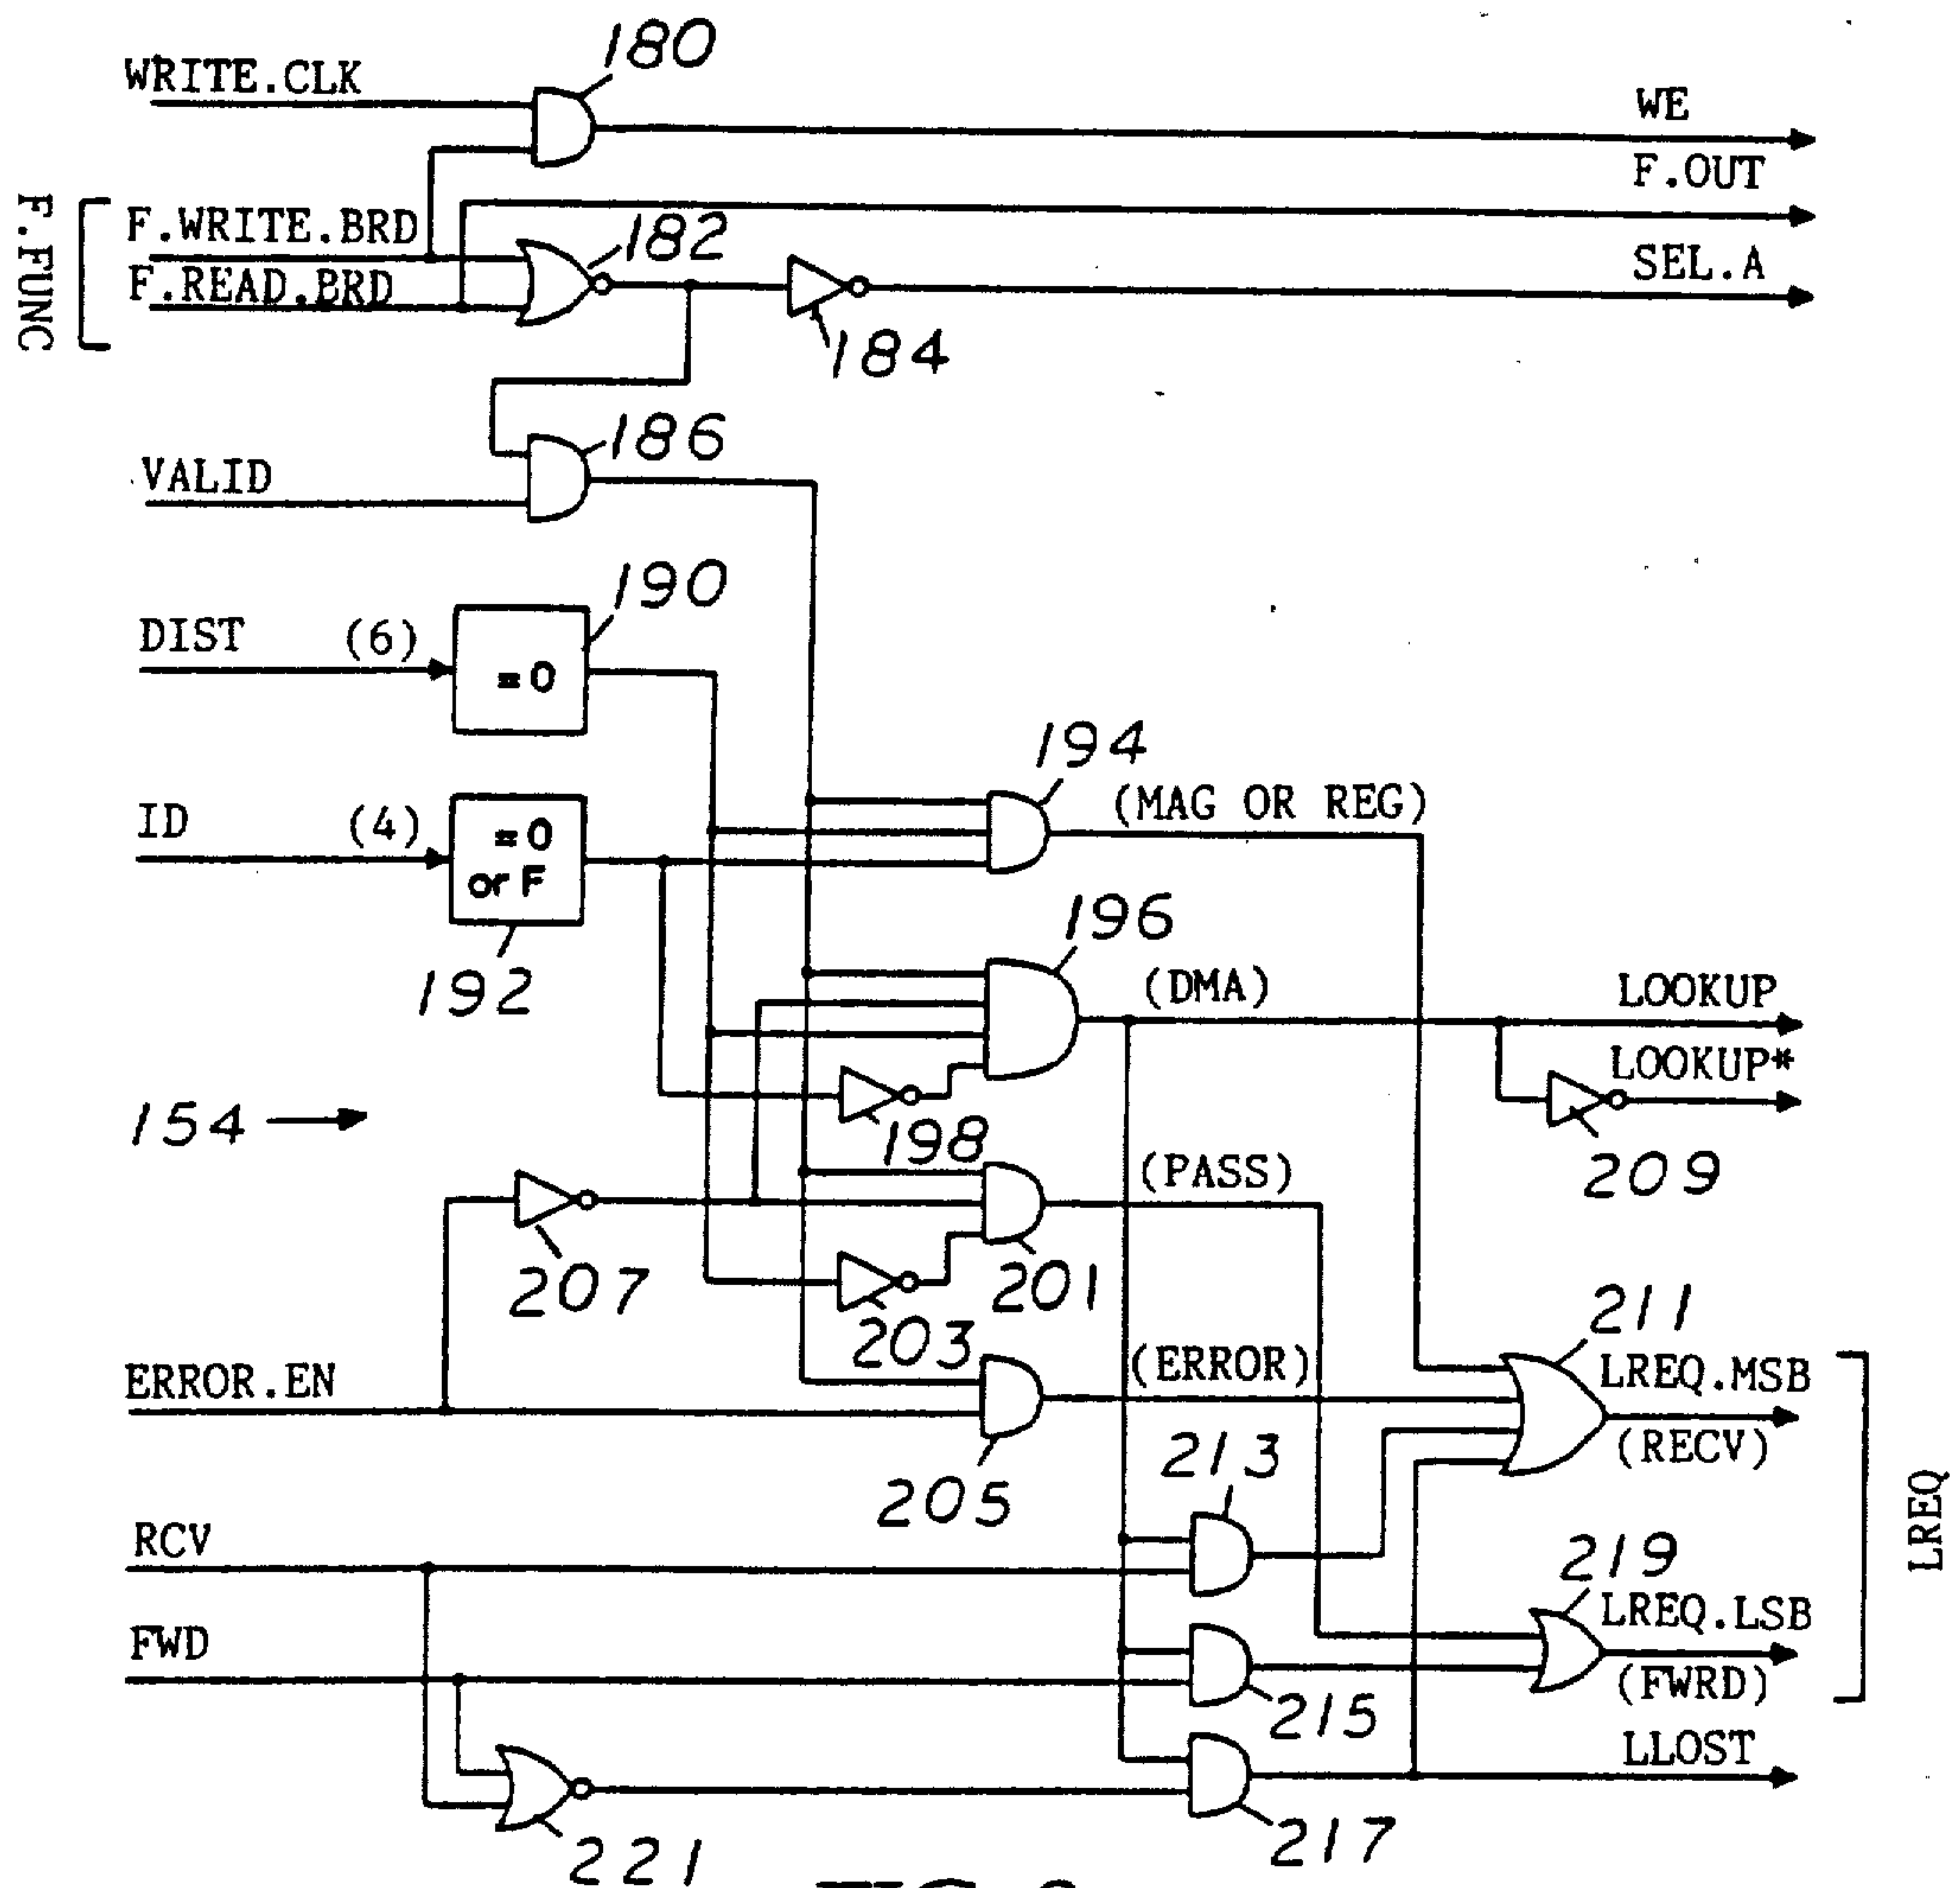 180
WRITE.CLK
WE
F.OUT
F.FUNC
F.WRITE.BRD
182
F.READ.BRD
SEL.A
184
186
VALID
190
DIST (6)
= 0
194
(MAG OR REG)
ID (4)
= 0
or F
196
192
(DMA)
LOOKUP
LOOKUP*
154
198
209
(PASS)
207
201
203
211
ERROR.EN
(ERROR)
LREQ.MSB
(RECV)
205
213
LREQ
RCV
219
LREQ.LSB
FWD
(FWRD)
215
LLOST
217
221